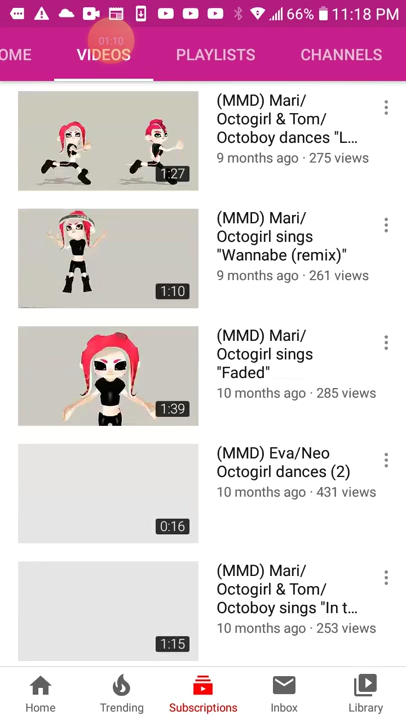 66% 11:18 PM
01:10
OME VIDEOS PLAYLISTS CHANNELS
(MMD) Mari/
Octogirl & Tom/
Octoboy dances "L...
9 months ago · 275 views
1:27
(MMD) Mari/
Octogirl sings
"Wannabe (remix)"
9 months ago · 261 views
1:10
(MMD) Mari/
Octogirl sings
"Faded"
10 months ago · 285 views
1:39
(MMD) Eva/Neo
Octogirl dances (2)
10 months ago · 431 views
0:16
(MMD) Mari/
Octogirl & Tom/
Octoboy sings "In t...
10 months ago · 253 views
1:15
Home Trending Subscriptions Inbox Library